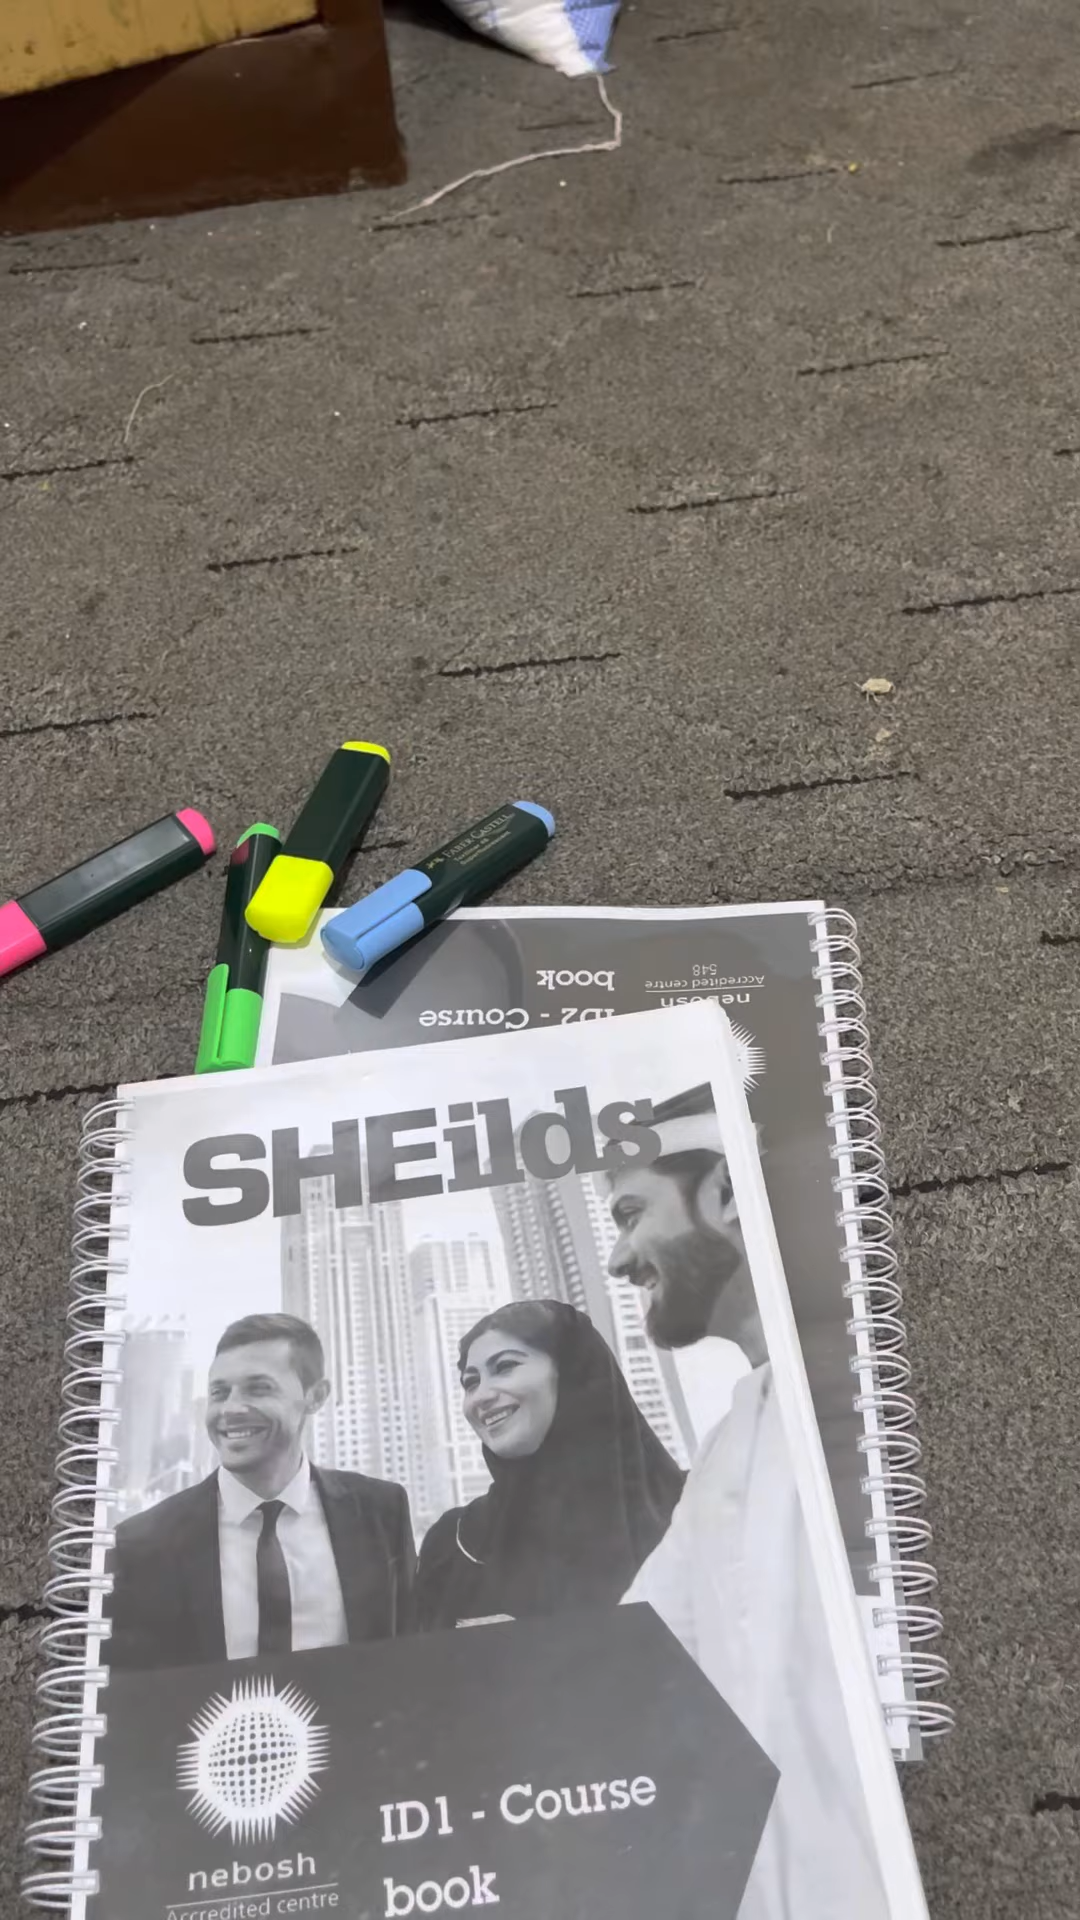 FABER-CASTELL
book
ID2 - Course
nebosh
Accredited centre
548
SHEilds
nebosh
Accredited centre
ID1 - Course
book